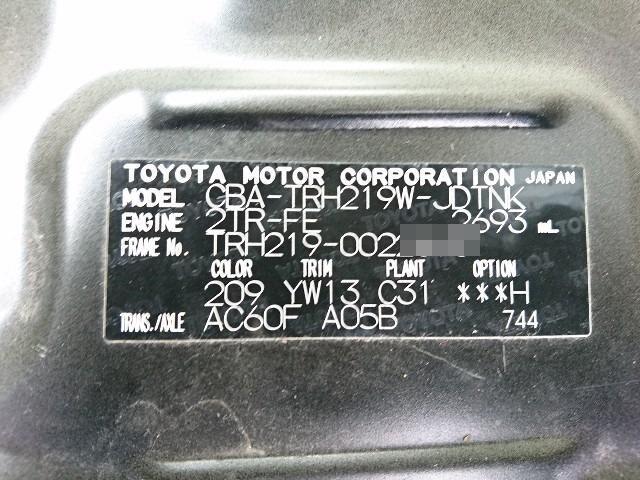 TOYOTA MOTOR CORPORATION JAPAN
MODEL CBA-TRH219W-JDTNK
ENGINE 2TR-FE 2693 mL
FRAME No. TRH219-002
COLOR TRIM PLANT OPTION
209 YW13 C31 ***H
TRANS./AXLE AC60F A05B 744